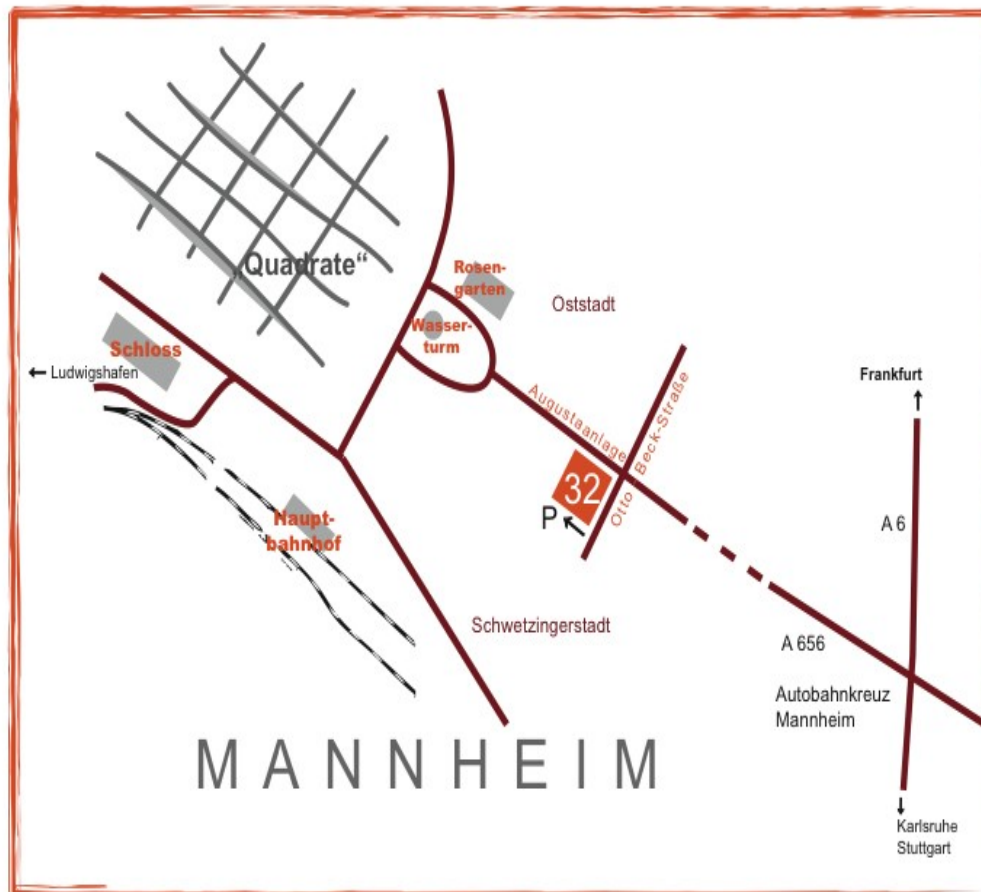 „Quadrate“
Rosen-
garten
Oststadt
Wasser-
turm
Schloss
← Ludwigshafen
Frankfurt
↑
Augustaanlage
Otto Beck-Straße
32
P ←
A 6
Haupt-
bahnhof
Schwetzingerstadt
A 656
Autobahnkreuz
Mannheim
MANNHEIM
↓
Karlsruhe
Stuttgart